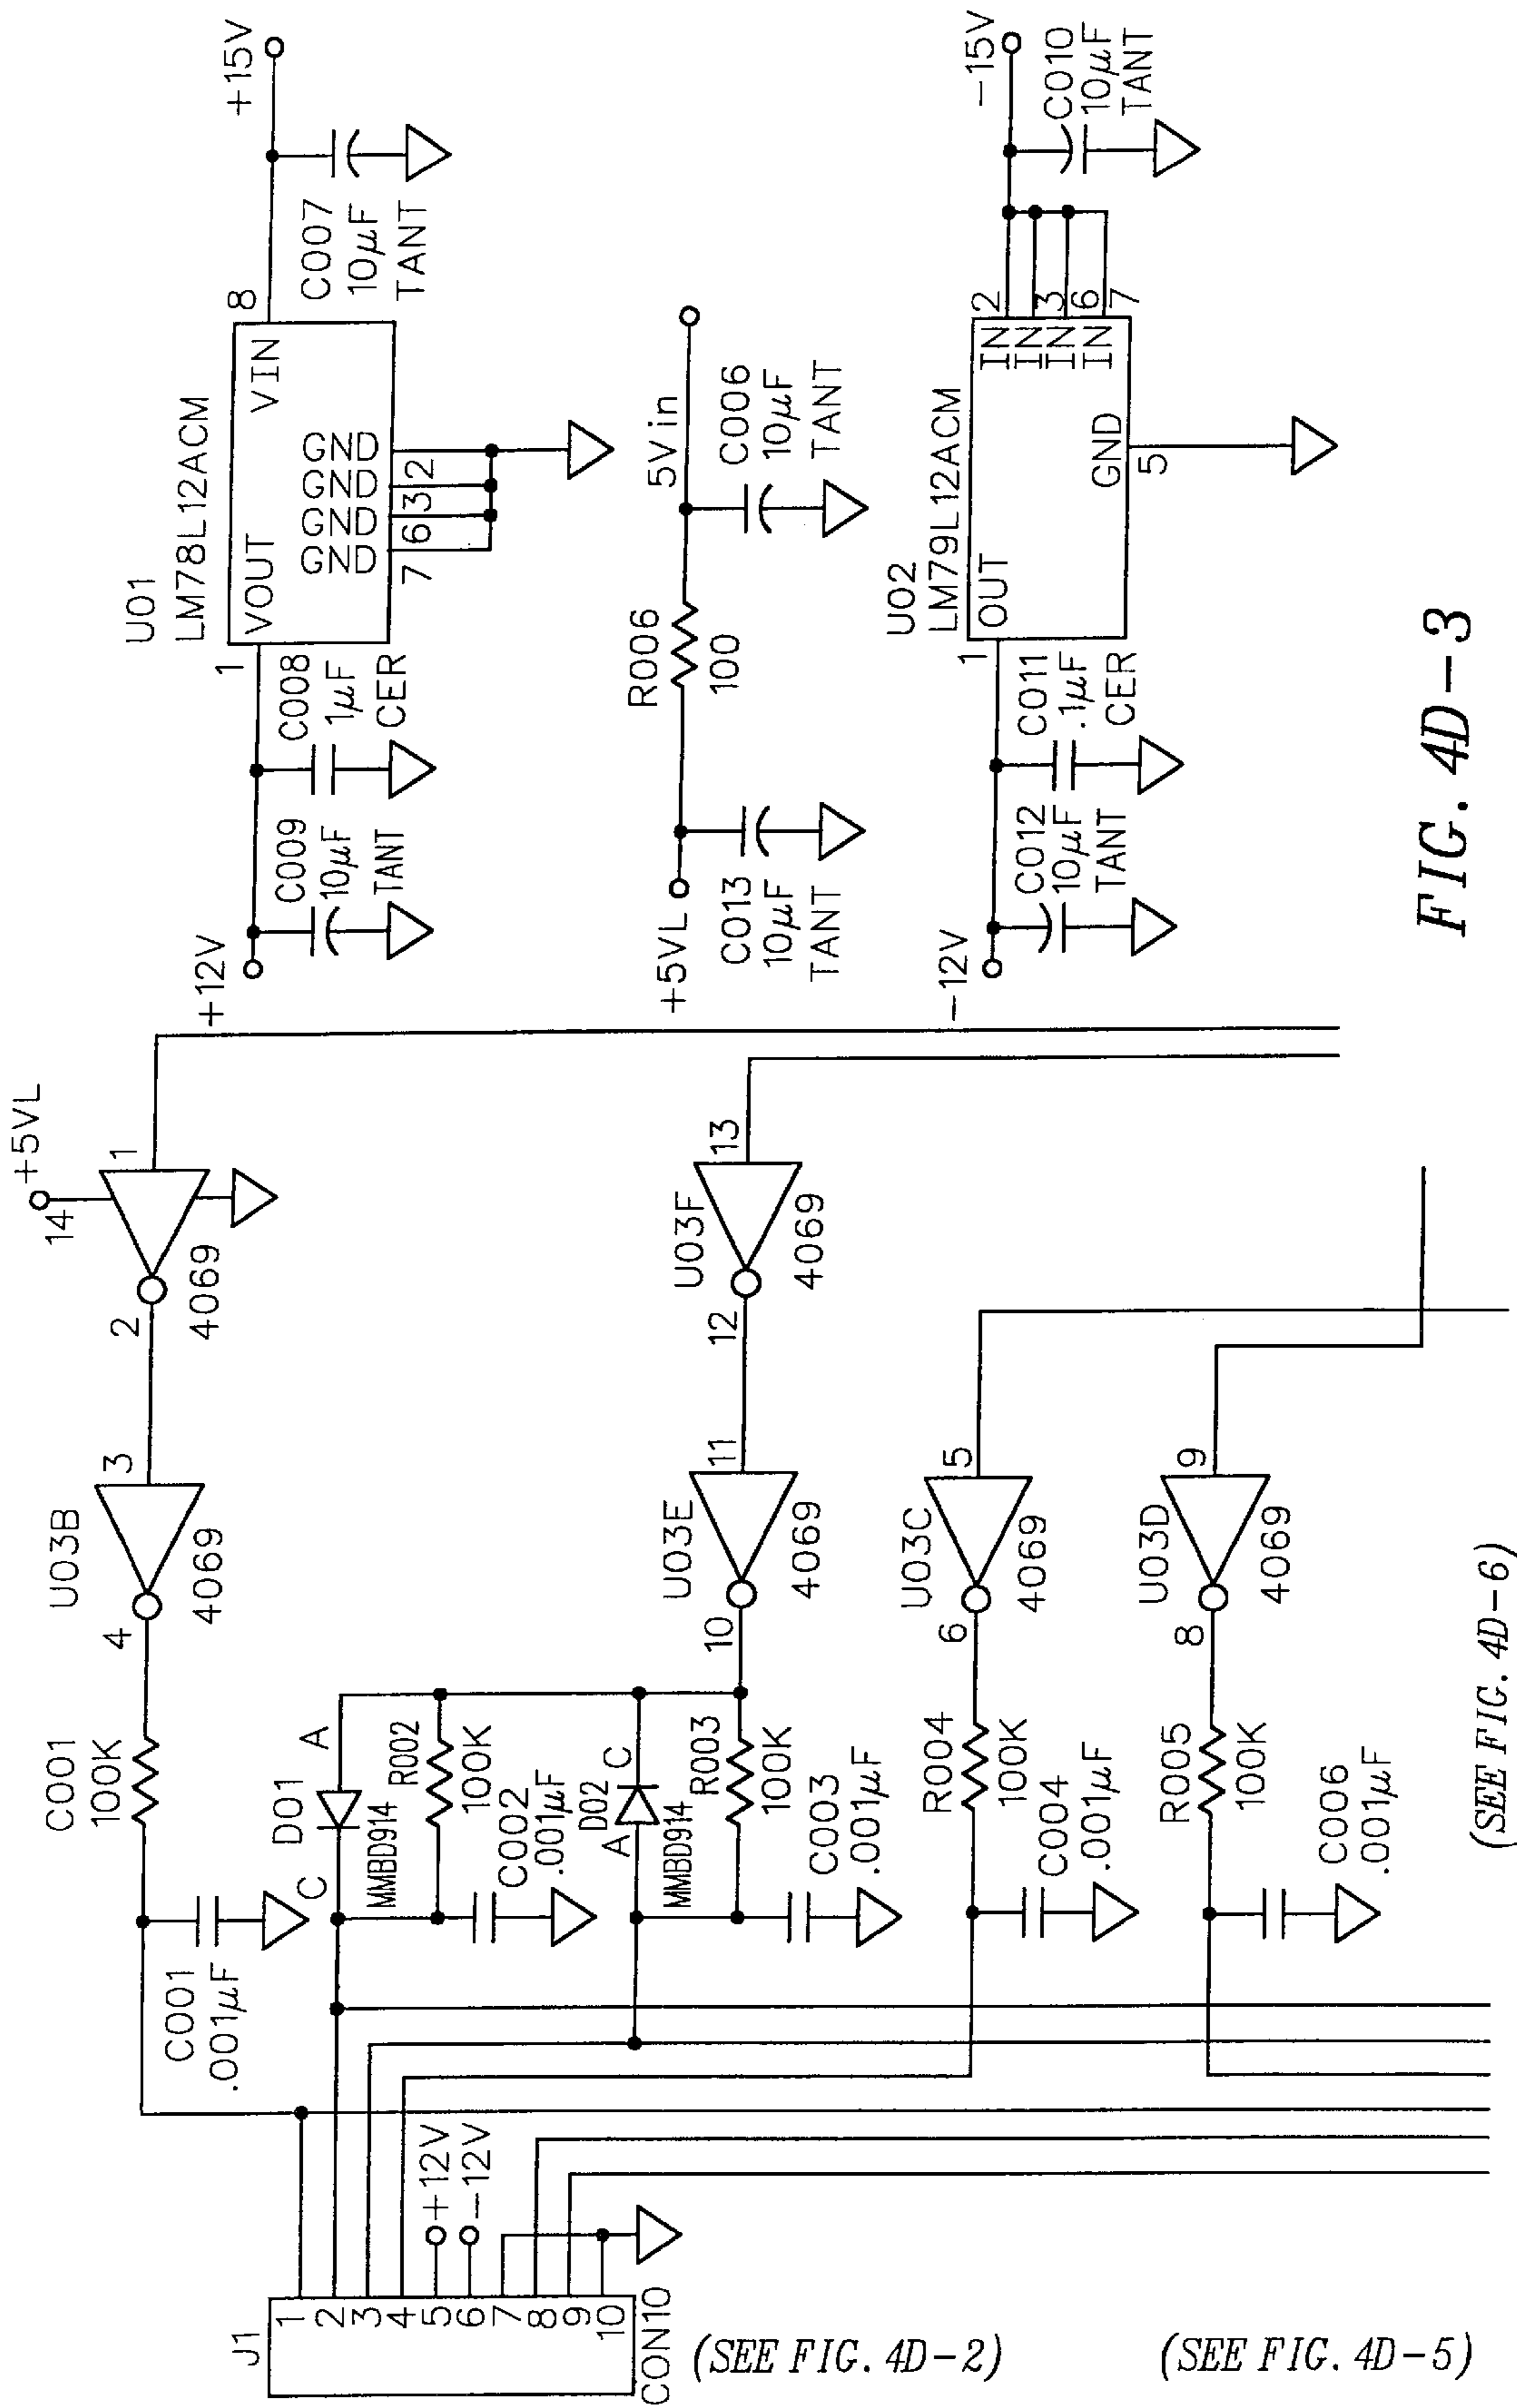 J1
1
2
3
4
5
6
7
8
9
10
CON10
+12V
-12V
C001
.001µF
C001
100K
4
U03B
4069
3
2
4069
14
+5VL
1
D01
C
A
MMBD914
R002
100K
C002
.001µF
D02
A
C
MMBD914
R003
100K
C003
.001µF
10
U03E
4069
11
12
U03F
4069
13
C004
.001µF
R004
100K
6
U03C
4069
5
C006
.001µF
R005
100K
8
U03D
4069
9
+12V
C009
10µF
TANT
C008
1µF
CER
1
U01
LM78L12ACM
VOUT
VIN
GND
GND
GND
GND
7
6
3
2
8
C007
10µF
TANT
+15V
+5VL
C013
10µF
TANT
R006
100
5Vin
C006
10µF
TANT
-12V
C012
10µF
TANT
C011
.1µF
CER
1
U02
LM79L12ACM
OUT
IN
IN
IN
IN
2
3
6
7
GND
5
C010
10µF
TANT
-15V
(SEE FIG. 4D-2)
(SEE FIG. 4D-5)
(SEE FIG. 4D-6)
FIG. 4D-3